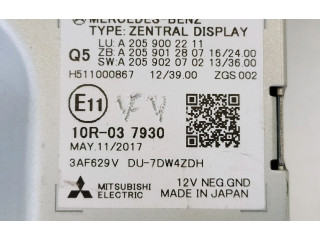 MERCEDES-BENZ
TYPE: ZENTRAL DISPLAY
LU: A 205 900 22 11
Q5 ZB: A 205 901 28 07 16/24.00
SW: A 205 902 07 02 13/36.00
H511000867 12/39.00 ZGS 002
E11
10R-03 7930
MAY.11/2017
3AF629V DU-7DW4ZDH
MITSUBISHI ELECTRIC
12V NEG.GND
MADE IN JAPAN